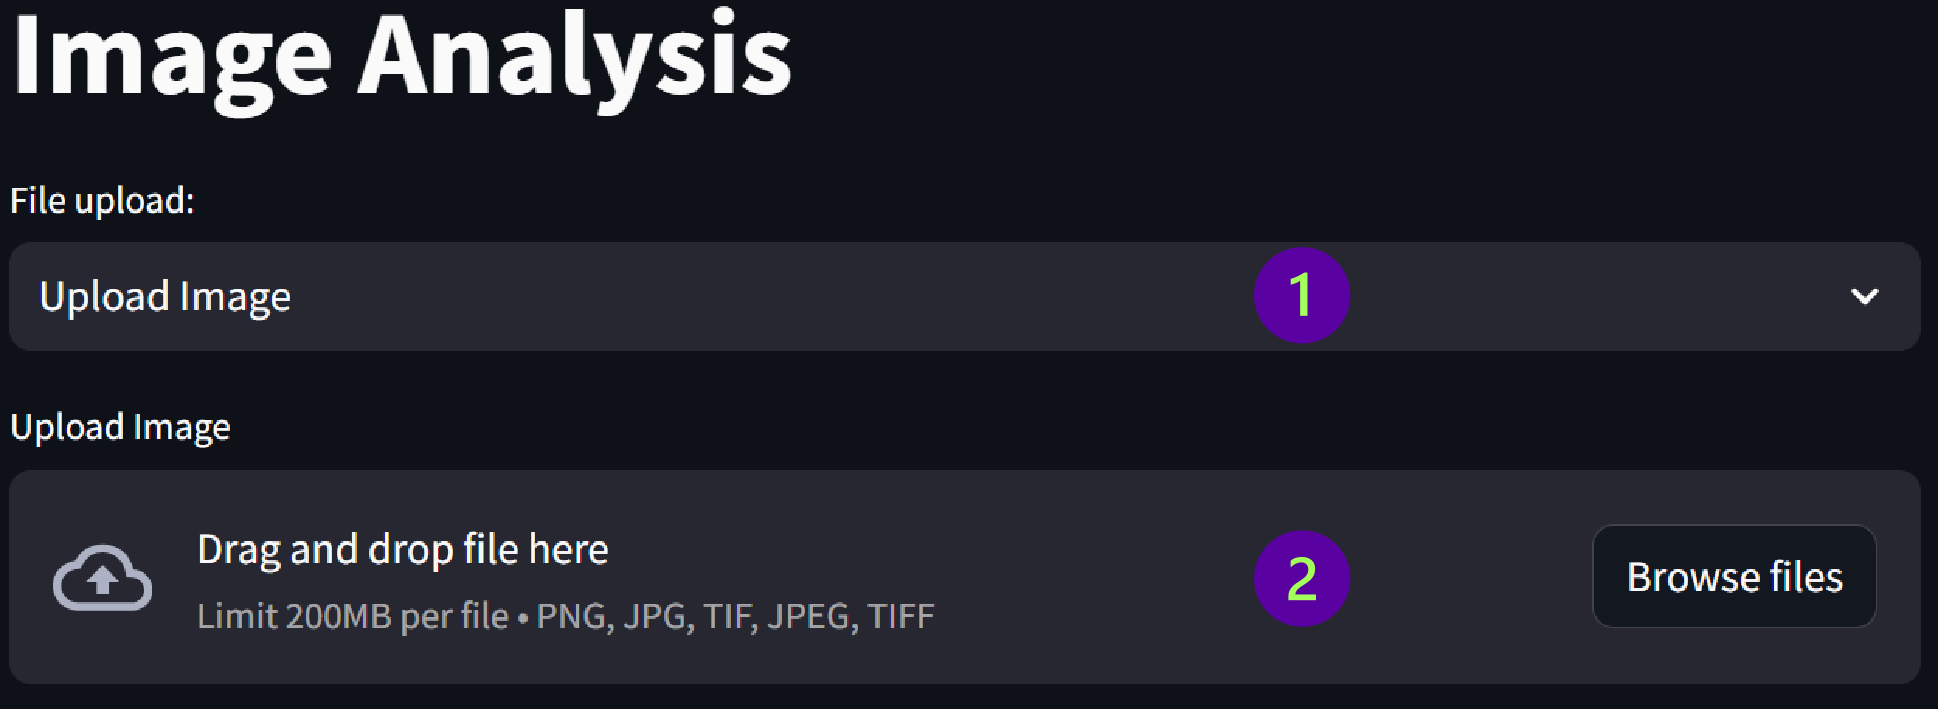 Image Analysis
File upload:
Upload Image
1
Upload Image
Drag and drop file here
Limit 200MB per file • PNG, JPG, TIF, JPEG, TIFF
2
Browse files